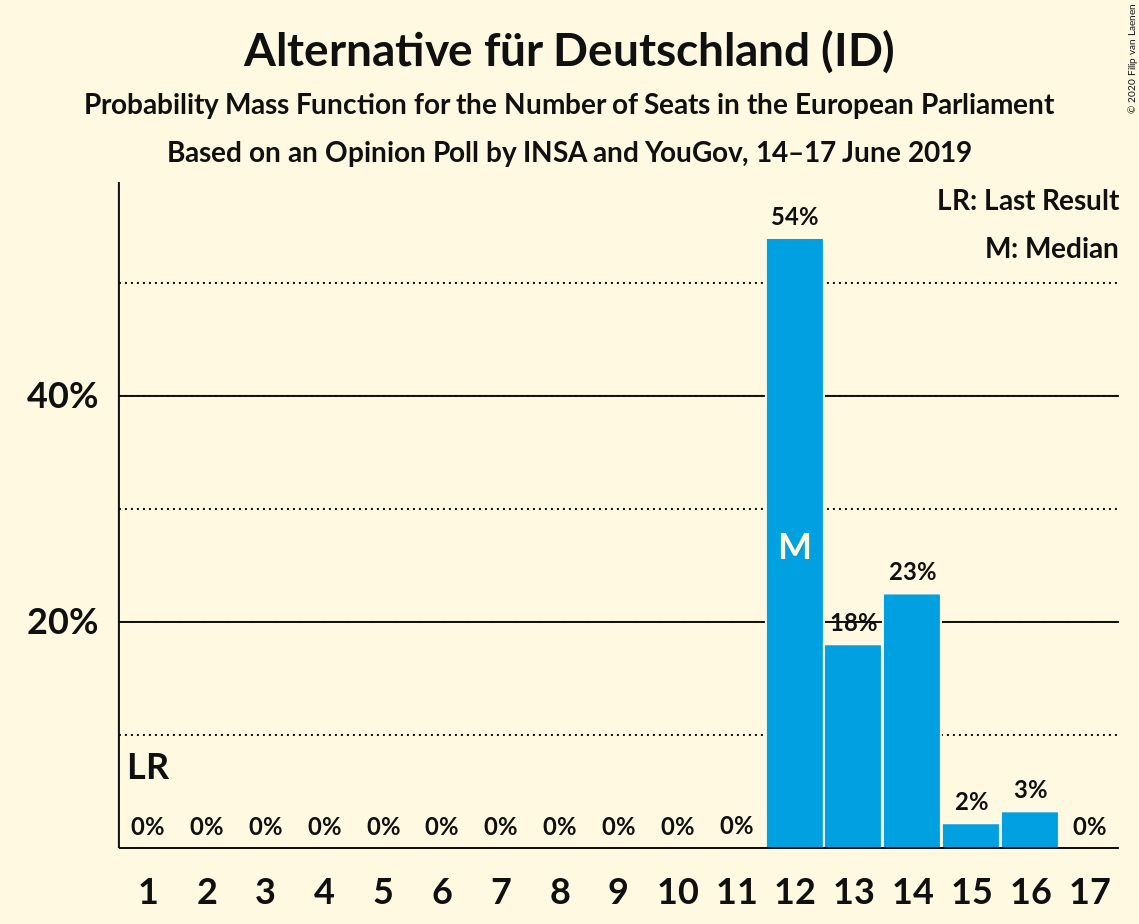 Alternative für Deutschland (ID)
Probability Mass Function for the Number of Seats in the European Parliament
Based on an Opinion Poll by INSA and YouGov, 14–17 June 2019
© 2020 Filip van Laenen
LR: Last Result
M: Median
54%
40%
M
23%
20%
18%
LR
0% 0% 0% 0% 0% 0% 0% 0% 0% 0% 0% 2% 3% 0%
1 2 3 4 5 6 7 8 9 10 11 12 13 14 15 16 17